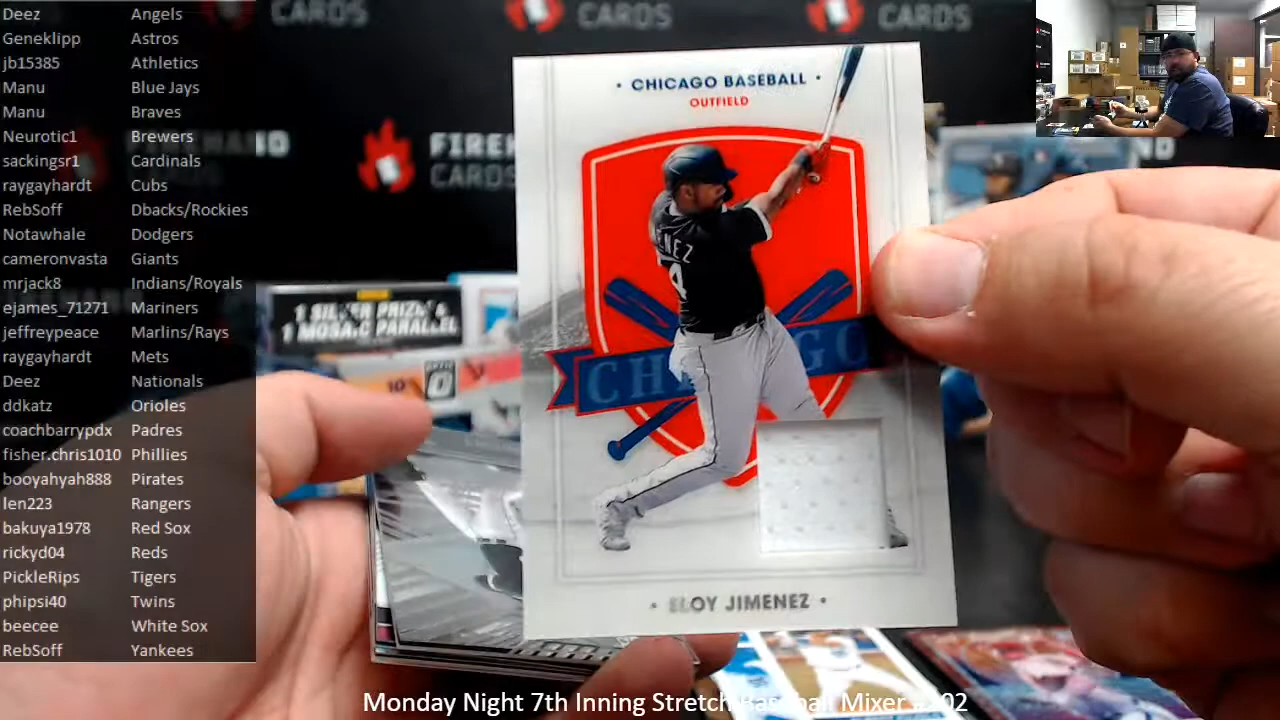 Deez Angels
Geneklipp Astros
jb15385 Athletics
Manu Blue Jays
Manu Braves
Neurotic1 Brewers
sackingsr1 Cardinals
raygayhardt Cubs
RebSoff Dbacks/Rockies
Notawhale Dodgers
cameronvasta Giants
mrjack8 Indians/Royals
ejames_71271 Mariners
jeffreypeace Marlins/Rays
raygayhardt Mets
Deez Nationals
ddkatz Orioles
coachbarrypdx Padres
fisher.chris1010 Phillies
booyahyah888 Pirates
len223 Rangers
bakuya1978 Red Sox
rickyd04 Reds
PickleRips Tigers
phipsi40 Twins
beecee White Sox
RebSoff Yankees
CARDS
CARDS
CARDS
CARDS
1 SILVER PRIZM &
1 MOSAIC PARALLEL
• CHICAGO BASEBALL •
OUTFIELD
4
• ELOY JIMENEZ •
Monday Night 7th Inning Stretch Baseball Mixer